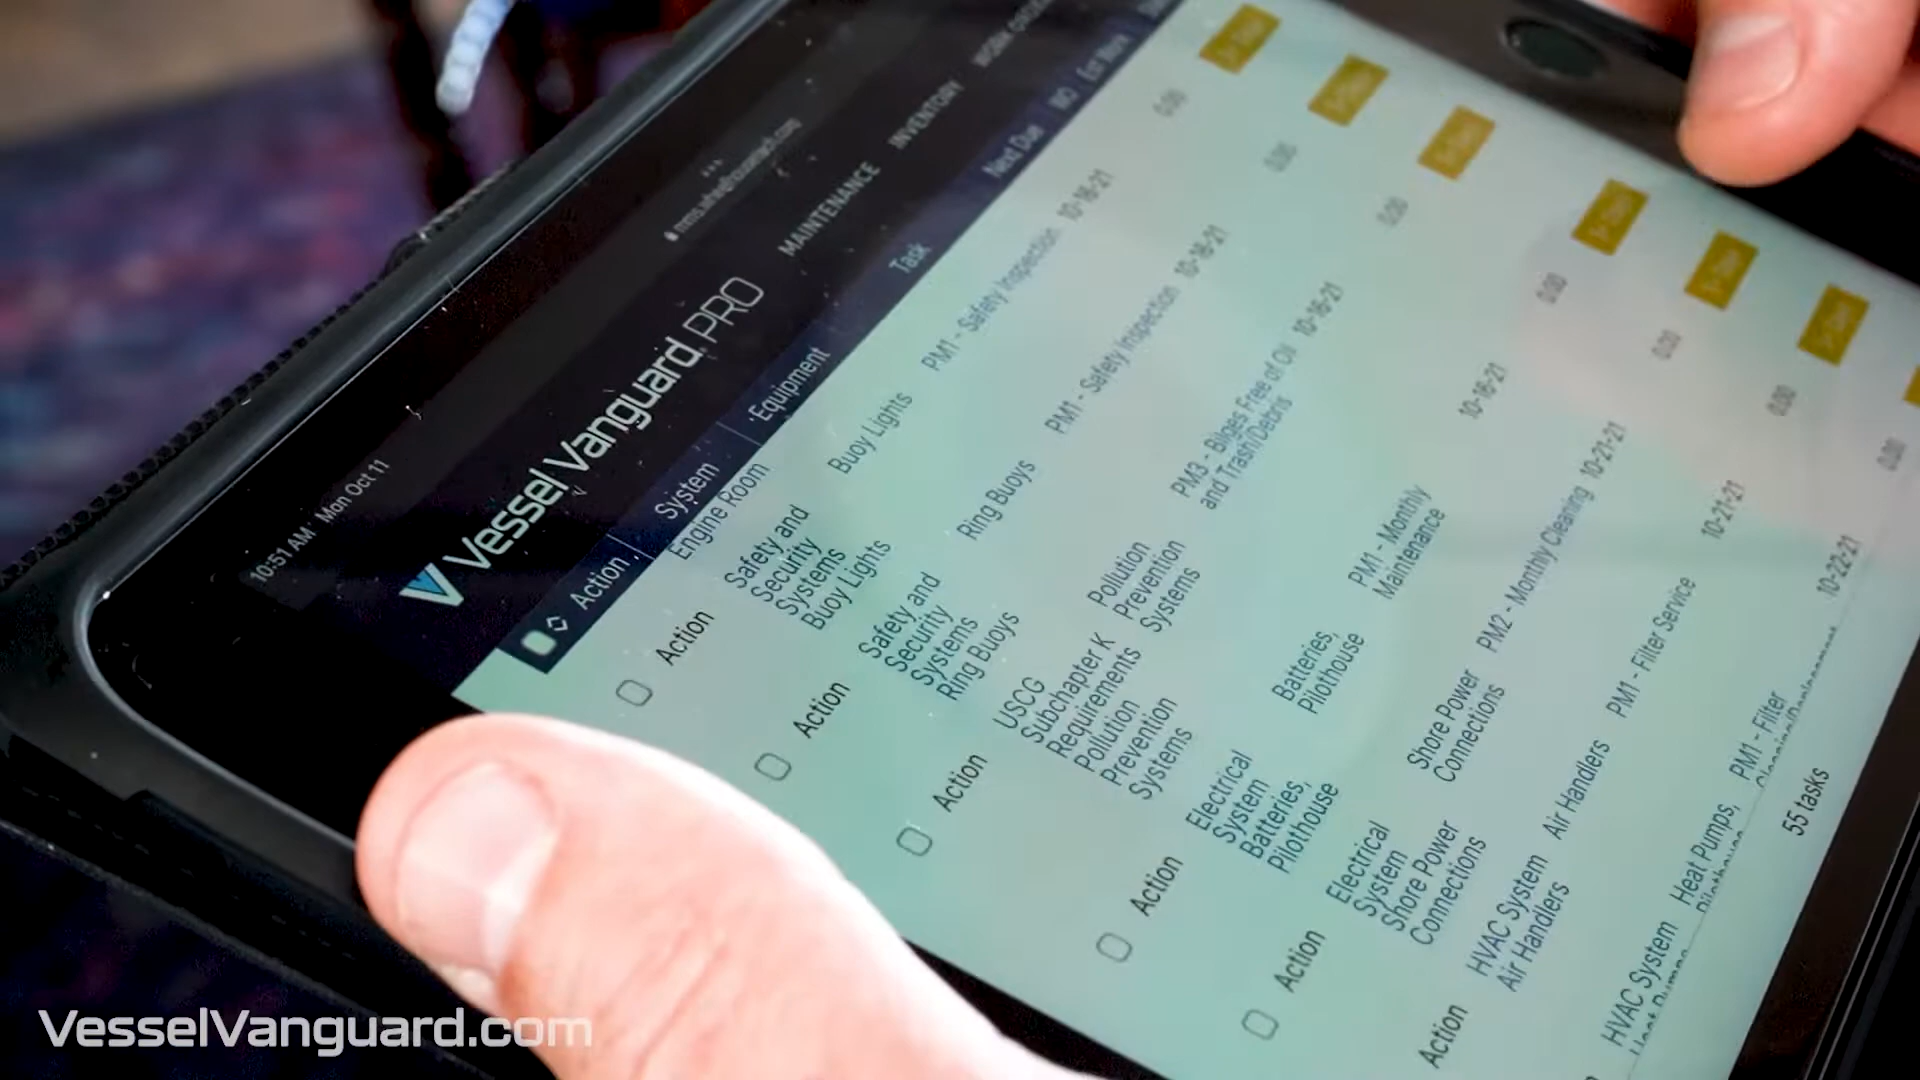 10:51 AM Mon Oct 11
mms.wheelhousetech.com
Vessel Vanguard PRO
MAINTENANCE
INVENTORY
Action
System
Equipment
Task
Next Due
WO
Engine Room
Action
Safety and
Security
Systems
Buoy Lights
Buoy Lights
PM1 - Safety Inspection
10-16-21
0.00
Action
Safety and
Security
Systems
Ring Buoys
Ring Buoys
PM1 - Safety Inspection
10-16-21
0.00
Action
USCG
Subchapter K
Requirements
Pollution
Prevention
Systems
Pollution
Prevention
Systems
PM3 - Bilges Free of Oil
and Trash/Debris
10-16-21
0.00
Action
Electrical
System
Batteries,
Pilothouse
Batteries,
Pilothouse
PM1 - Monthly
Maintenance
10-16-21
0.00
Action
Electrical
System
Shore Power
Connections
Shore Power
Connections
PM2 - Monthly Cleaning
10-21-21
0.00
Action
HVAC System
Air Handlers
Air Handlers
PM1 - Filter Service
10-21-21
0.00
HVAC System
Heat Pumps,
PM1 - Filter
10-22-21
0.00
55 tasks
VesselVanguard.com